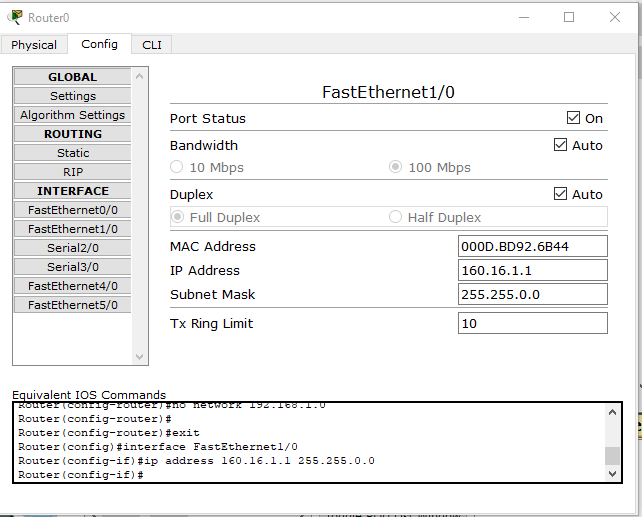 Router0
Physical Config CLI
GLOBAL
Settings
Algorithm Settings
ROUTING
Static
RIP
INTERFACE
FastEthernet0/0
FastEthernet1/0
Serial2/0
Serial3/0
FastEthernet4/0
FastEthernet5/0
FastEthernet1/0
Port Status On
Bandwidth Auto
10 Mbps 100 Mbps
Duplex Auto
Full Duplex Half Duplex
MAC Address 000D.BD92.6B44
IP Address 160.16.1.1
Subnet Mask 255.255.0.0
Tx Ring Limit 10
Equivalent IOS Commands
Router(config-router)#no network 192.168.1.0
Router(config-router)#
Router(config-router)#exit
Router(config)#interface FastEthernet1/0
Router(config-if)#ip address 160.16.1.1 255.255.0.0
Router(config-if)#